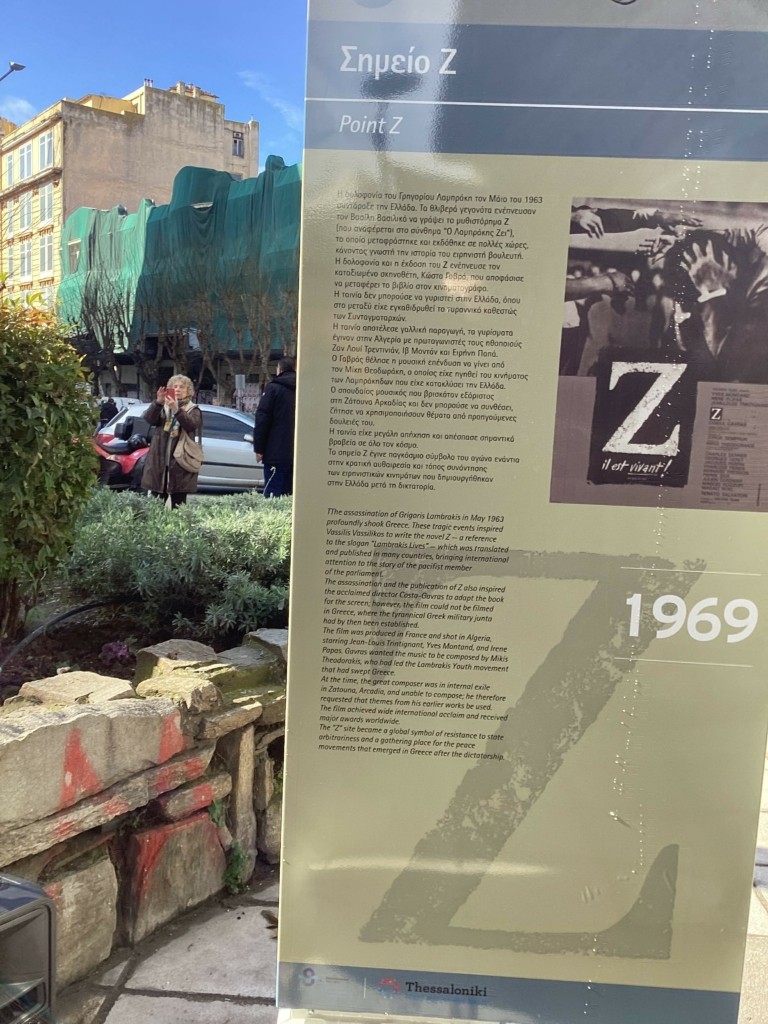 Σημείο Ζ
Point Z
Η δολοφονία του Γρηγορίου Λαμπράκη τον Μάιο του 1963
συντάραξε την Ελλάδα. Τα θλιβερά γεγονότα ενέπνευσαν
τον Βασίλη Βασιλικό να γράψει το μυθιστόρημα Ζ
(που αναφέρεται στο σύνθημα "Ο Λαμπράκης Ζει"),
το οποίο μεταφράστηκε και εκδόθηκε σε πολλές χώρες,
κάνοντας γνωστή την ιστορία του ειρηνιστή βουλευτή.
Η δολοφονία και η έκδοση του Ζ ενέπνευσε τον
καταξιωμένο σκηνοθέτη, Κώστα Γαβρά, που αποφάσισε
να μεταφέρει το βιβλίο στον κινηματογράφο.
Η ταινία δεν μπορούσε να γυριστεί στην Ελλάδα, όπου
στο μεταξύ είχε εγκαθιδρυθεί το τυραννικό καθεστώς
των Συνταγματαρχών.
Η ταινία αποτέλεσε γαλλική παραγωγή, τα γυρίσματα
έγιναν στην Αλγερία με πρωταγωνιστές τους ηθοποιούς
Ζαν Λουί Τρεντινιάν, Ιβ Μοντάν και Ειρήνη Παπά.
Ο Γαβράς θέλησε η μουσική επένδυση να γίνει από
τον Μίκη Θεοδωράκη, ο οποίος είχε ηγηθεί του κινήματος
των Λαμπράκηδων που είχε κατακλύσει την Ελλάδα.
Ο σπουδαίος μουσικός που βρισκόταν εξόριστος
στη Ζάτουνα Αρκαδίας και δεν μπορούσε να συνθέσει,
ζήτησε να χρησιμοποιήσουν θέματα από προηγούμενες
δουλειές του.
Η ταινία είχε μεγάλη απήχηση και απέσπασε σημαντικά
βραβεία σε όλο τον κόσμο.
Το σημείο Ζ έγινε παγκόσμιο σύμβολο του αγώνα ενάντια
στην κρατική αυθαιρεσία και τόπος συνάντησης
των ειρηνιστικών κινημάτων που δημιουργήθηκαν
στην Ελλάδα μετά τη δικτατορία.
TThe assassination of Grigoris Lambrakis in May 1963
profoundly shook Greece. These tragic events inspired
Vassilis Vassilikos to write the novel Z — a reference
to the slogan "Lambrakis Lives" — which was translated
and published in many countries, bringing international
attention to the story of the pacifist member
of the parliament.
The assassination and the publication of Z also inspired
the acclaimed director Costa-Gavras to adapt the book
for the screen; however, the film could not be filmed
in Greece, where the tyrannical Greek military junta
had by then been established.
The film was produced in France and shot in Algeria,
starring Jean-Louis Trintignant, Yves Montand, and Irene
Papas. Gavras wanted the music to be composed by Mikis
Theodorakis, who had led the Lambrakis Youth movement
that had swept Greece.
At the time, the great composer was in internal exile
in Zatouna, Arcadia, and unable to compose; he therefore
requested that themes from his earlier works be used.
The film achieved wide international acclaim and received
major awards worldwide.
The "Z" site became a global symbol of resistance to state
arbitrariness and a gathering place for the peace
movements that emerged in Greece after the dictatorship.
Z
il est vivant!
Z
1969
Z
Thessaloniki